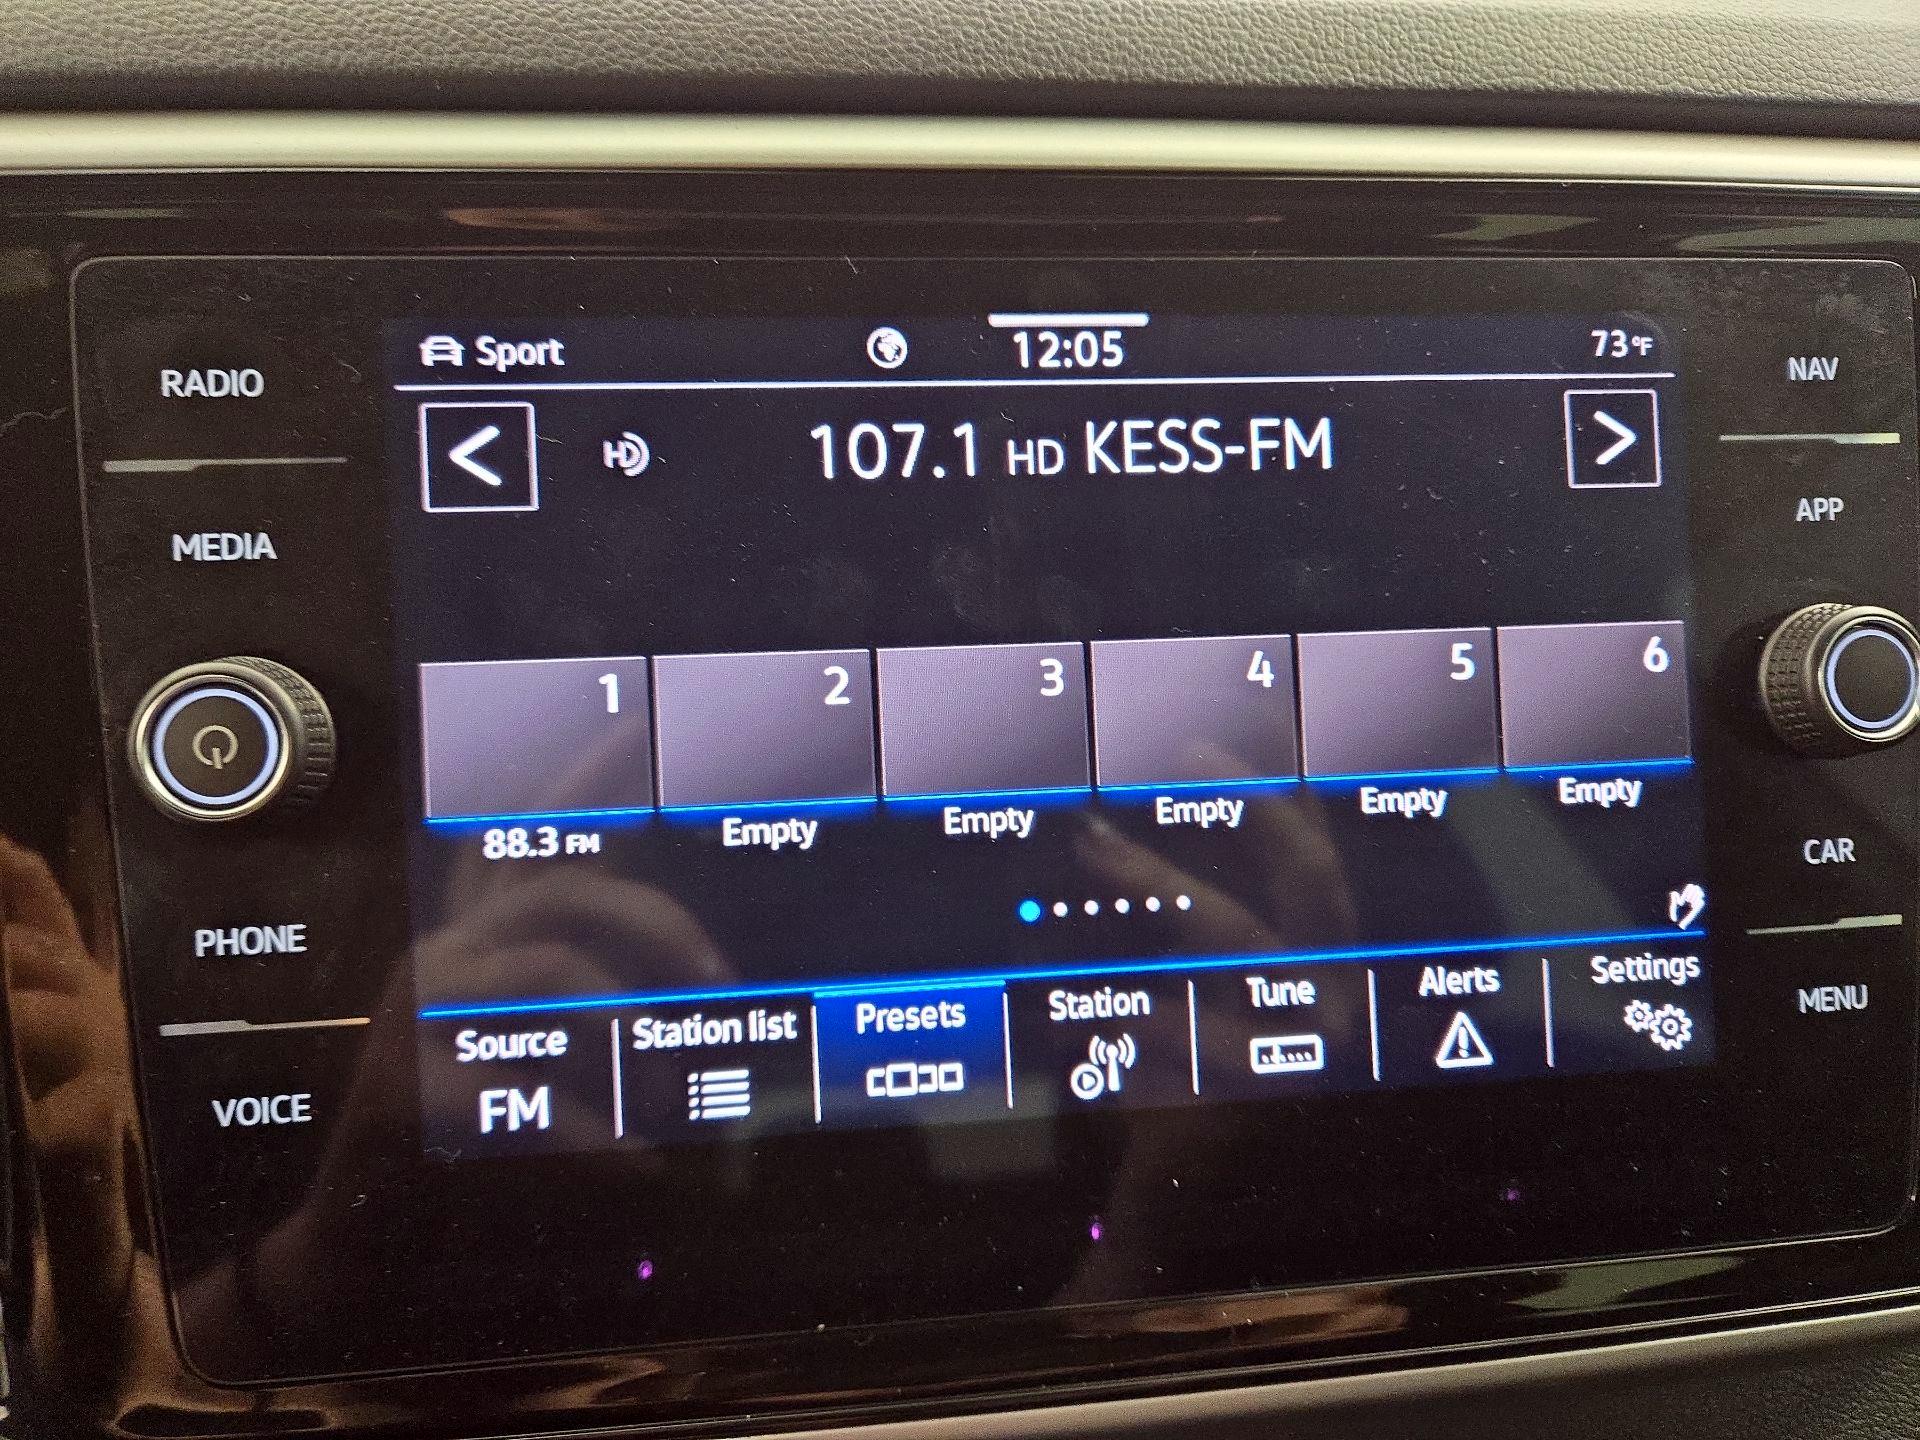 Sport 12:05 73°F
RADIO
NAV
HD 107.1 HD KESS-FM
MEDIA
APP
1 2 3 4 5 6
88.3 FM Empty Empty Empty Empty Empty
PHONE
CAR
Source Station list Presets Station Tune Alerts Settings
FM
VOICE
MENU